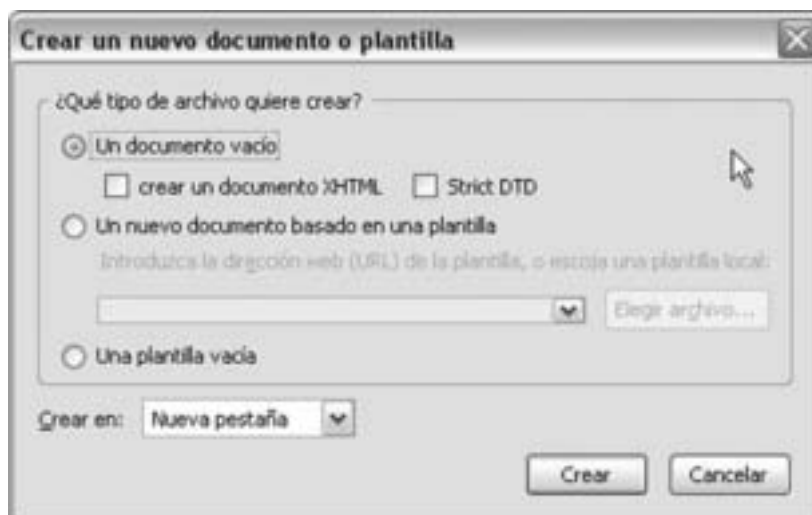 Crear un nuevo documento o plantilla
¿Qué tipo de archivo quiere crear?
Un documento vacío
crear un documento XHTML Strict DTD
Un nuevo documento basado en una plantilla
Introduzca la dirección web (URL) de la plantilla, o escoja una plantilla local:
Elegir archivo...
Una plantilla vacía
Crear en: Nueva pestaña
Crear Cancelar